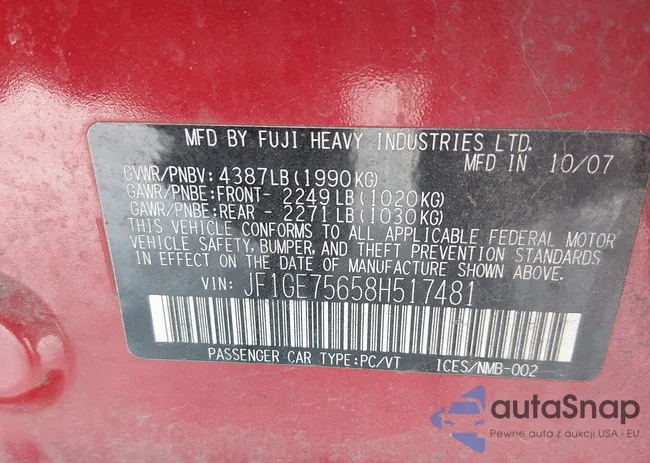 MFD BY FUJI HEAVY INDUSTRIES LTD.
MFD IN 10/07
GVWR/PNBV: 4387LB(1990KG)
GAWR/PNBE:FRONT- 2249LB(1020KG)
GAWR/PNBE:REAR - 2271LB(1030KG)
THIS VEHICLE CONFORMS TO ALL APPLICABLE FEDERAL MOTOR
VEHICLE SAFETY, BUMPER, AND THEFT PREVENTION STANDARDS
IN EFFECT ON THE DATE OF MANUFACTURE SHOWN ABOVE.
VIN: JF1GE75658H517481
PASSENGER CAR TYPE:PC/VT ICES/NMB-002
autaSnap
Pewne auta z aukcji USA i EU